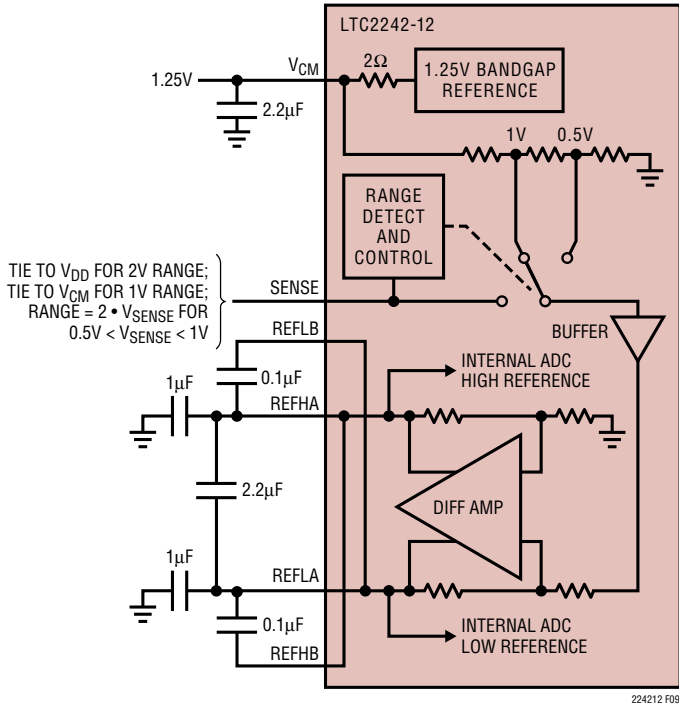 LTC2242-12
1.25V
VCM
2Ω
1.25V BANDGAP
REFERENCE
2.2µF
1V
0.5V
RANGE
DETECT
AND
CONTROL
TIE TO VDD FOR 2V RANGE;
TIE TO VCM FOR 1V RANGE;
RANGE = 2 • VSENSE FOR
0.5V < VSENSE < 1V
SENSE
BUFFER
REFLB
INTERNAL ADC
HIGH REFERENCE
1µF
0.1µF
REFHA
2.2µF
DIFF AMP
1µF
REFLA
0.1µF
INTERNAL ADC
LOW REFERENCE
REFHB
224212 F09